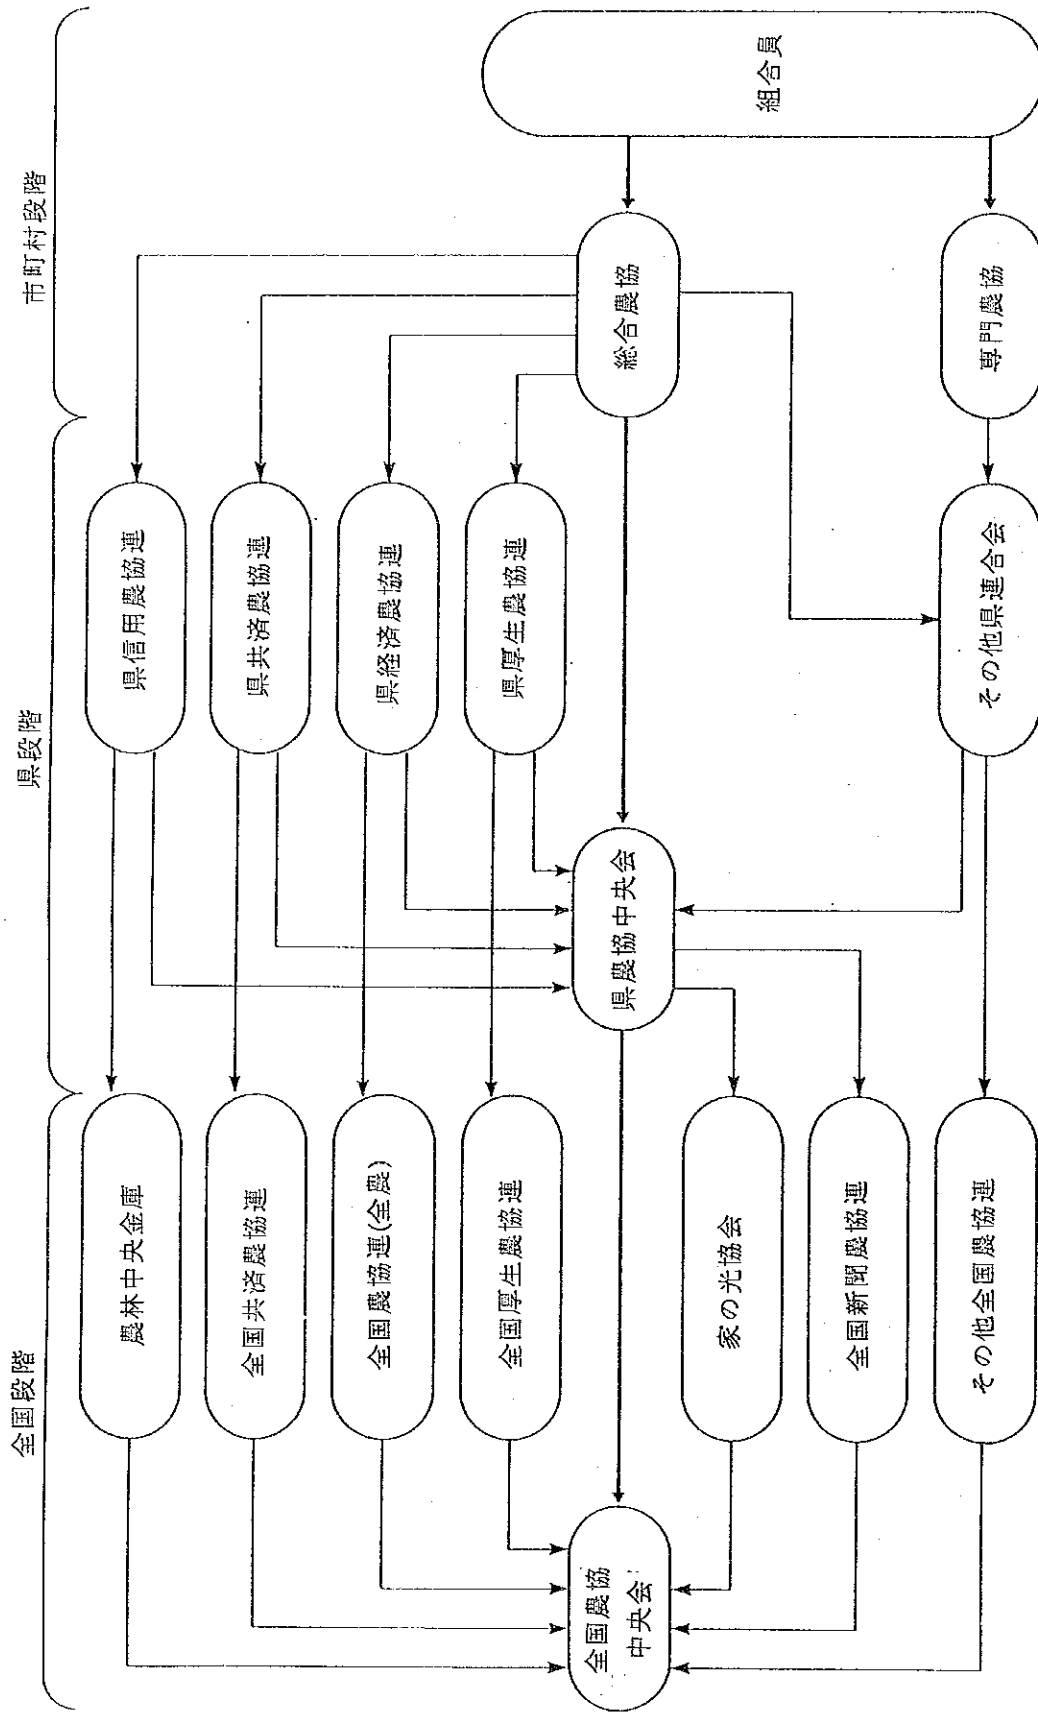 全国段階
県段階
市町村段階
農林中央金庫
県信用農協連
全国共済農協連
県共済農協連
全国農協連(全農)
県経済農協連
全国厚生農協連
県厚生農協連
全国農協
中央会
県農協中央会
総合農協
組合員
家の光協会
全国新聞農協連
その他全国農協連
その他県連合会
専門農協